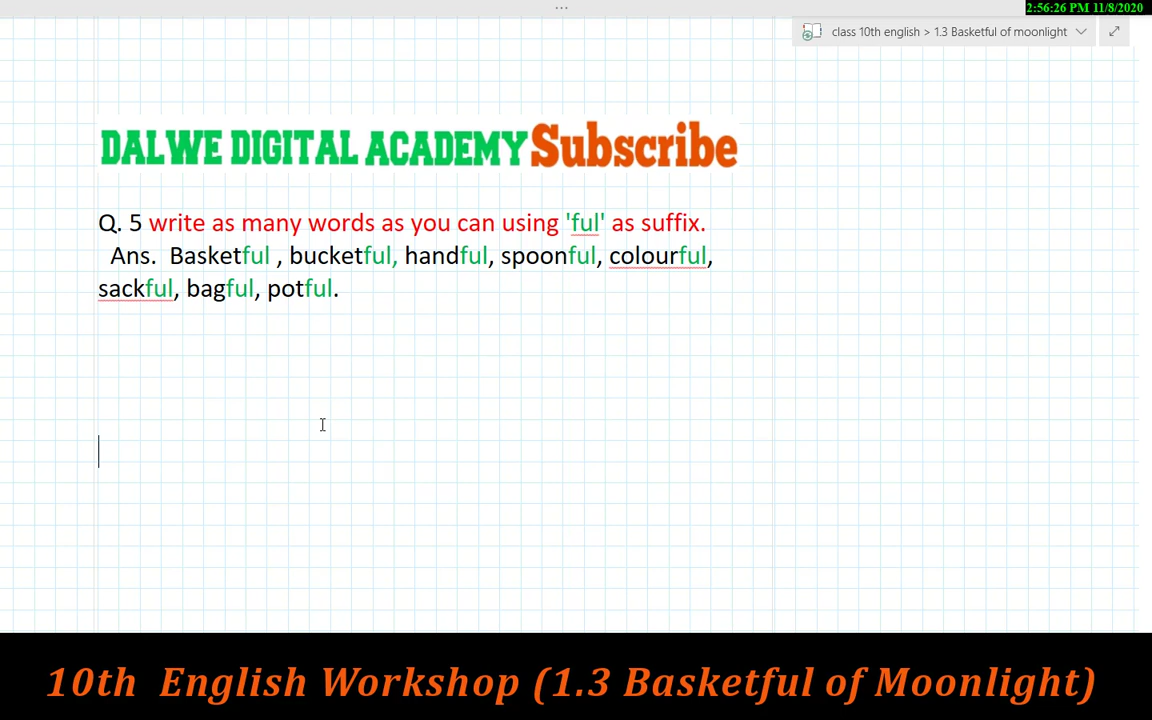 2:56:26 PM 11/8/2020
class 10th english > 1.3 Basketful of moonlight
DALWE DIGITAL ACADEMY Subscribe
Q. 5 write as many words as you can using 'ful' as suffix.
Ans. Basketful , bucketful, handful, spoonful, colourful,
sackful, bagful, potful.
10th English Workshop (1.3 Basketful of Moonlight)